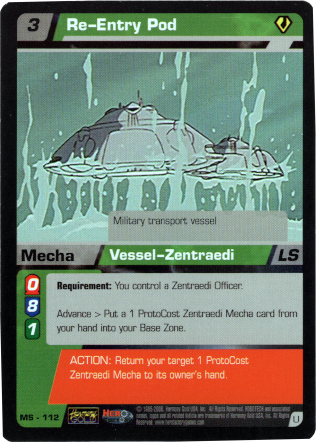 3 Re-Entry Pod
Military transport vessel
Mecha Vessel-Zentraedi LS
0
8
1
Requirement: You control a Zentraedi Officer.
Advance > Put a 1 ProtoCost Zentraedi Mecha card from
your hand into your Base Zone.
ACTION: Return your target 1 ProtoCost
Zentraedi Mecha to its owner's hand.
MS - 112
U